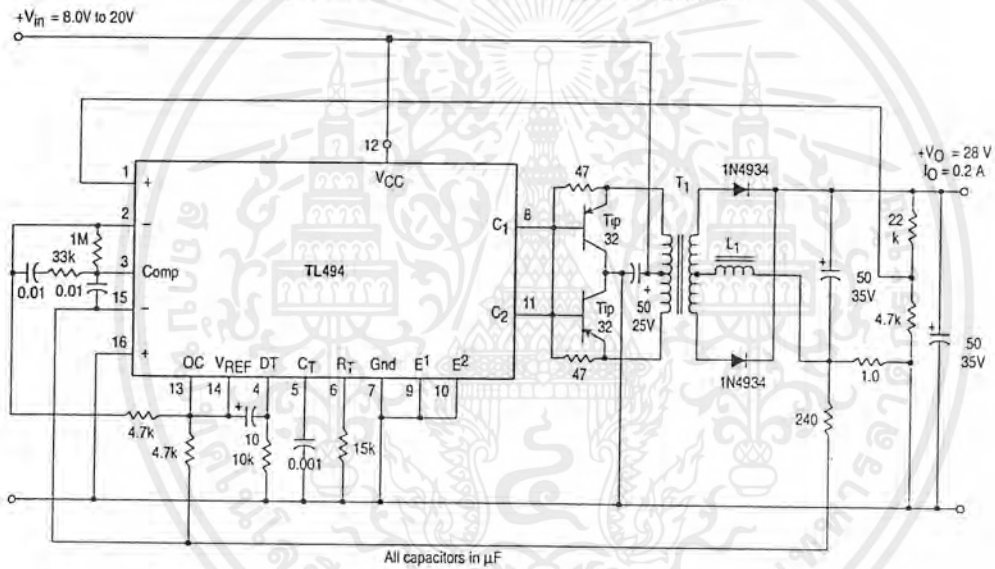 +Vin = 8.0V to 20V
12
+VO = 28 V
IO = 0.2 A
1
+
VCC
47
T1
1N4934
2
−
C1
8
Tip
32
22
k
1M
33k
3
Comp
TL494
L1
+
0.01
0.01
15
−
C2
11
Tip
32
+
50
25V
50
35V
4.7k
+
50
35V
16
+
OC
VREF
DT
CT
RT
Gnd
E1
E2
47
1N4934
1.0
13
14
4
5
6
7
9
10
240
4.7k
+
4.7k
10
10k
0.001
15k
All capacitors in µF